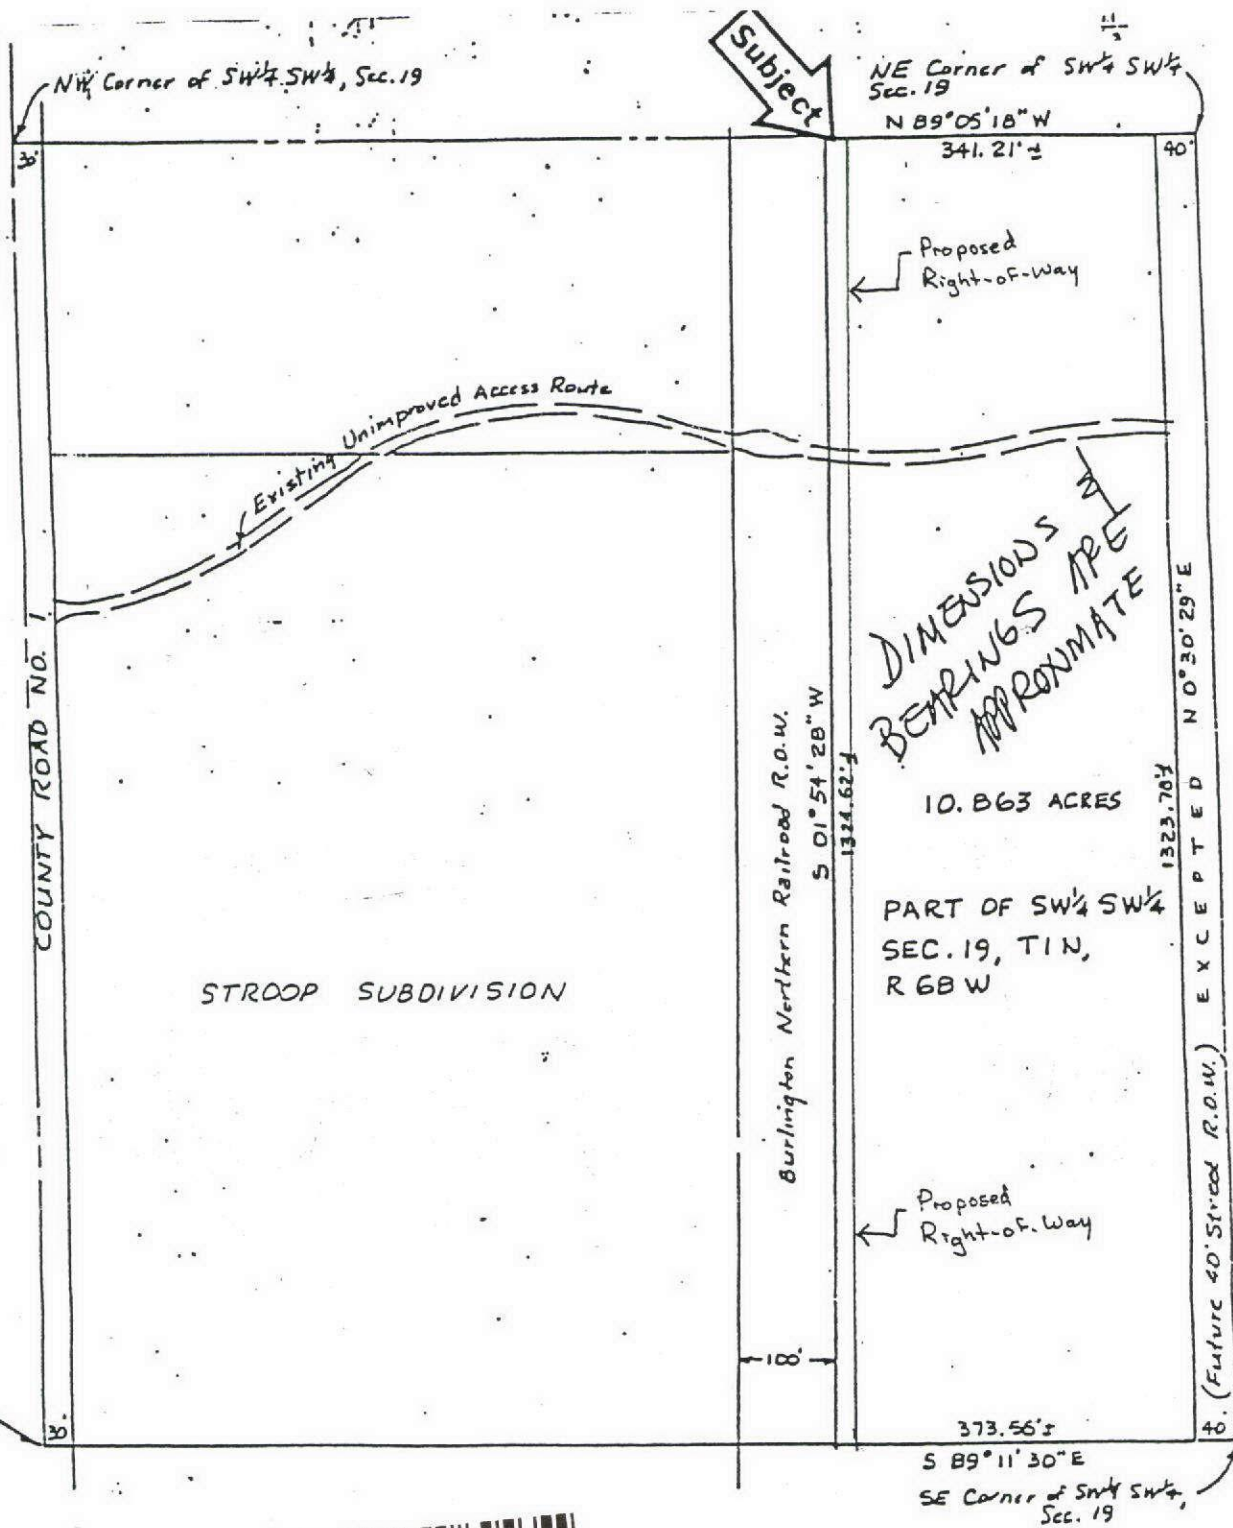 Subject
NW Corner of SW¼ SW¼, Sec. 19
NE Corner of SW¼ SW¼
Sec. 19
N 89°05'18" W
341.21'±
30'
40'
Proposed
Right-of-Way
Existing Unimproved Access Route
DIMENSIONS &
BEARINGS ARE
APPROXIMATE
COUNTY ROAD NO. 1.
Burlington Northern Railroad R.O.W.
S 01°54'28" W
1324.62'±
10.863 ACRES
1323.78'±
N 0°30'29" E
EXCEPTED
(Future 40' Street R.O.W.)
PART OF SW¼ SW¼
SEC. 19, T1N,
R 68 W
STROOP SUBDIVISION
Proposed
Right-of-Way
100'
30'
373.56'±
40'
S 89°11'30" E
SE Corner of SW¼ SW¼,
Sec. 19